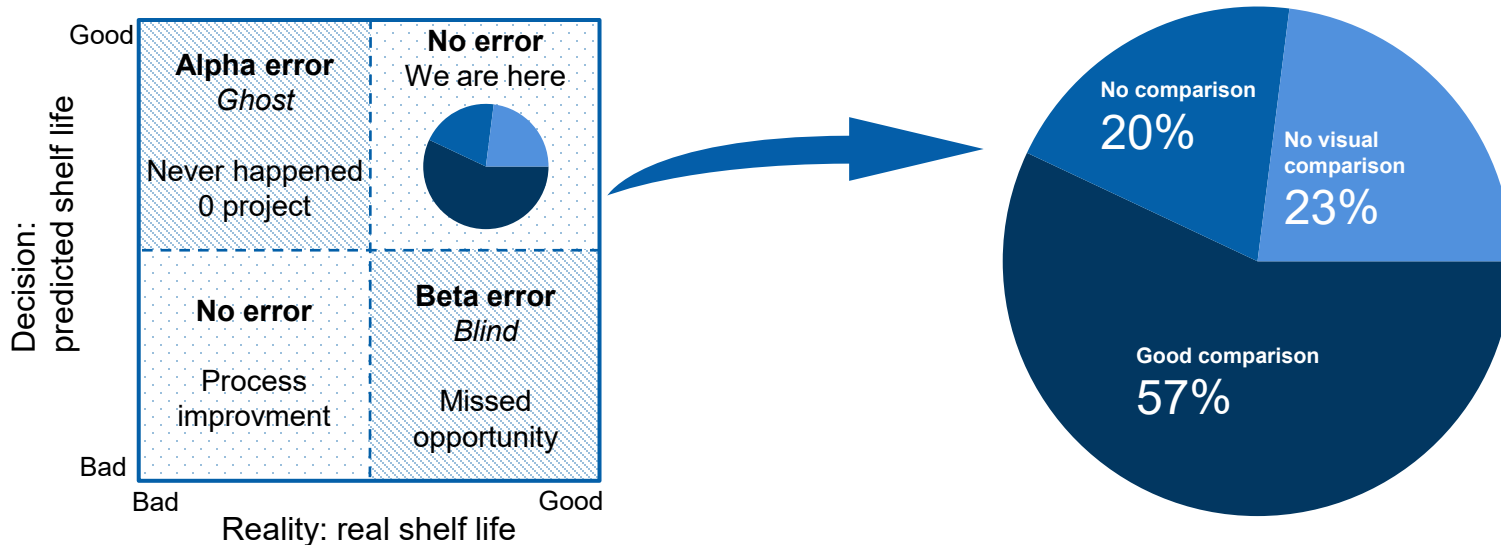 Decision:
predicted shelf life
Good
Bad
Alpha error
Ghost
Never happened
0 project
No error
We are here
No error
Process
improvment
Beta error
Blind
Missed
opportunity
Bad
Good
Reality: real shelf life
No comparison
20%
No visual
comparison
23%
Good comparison
57%